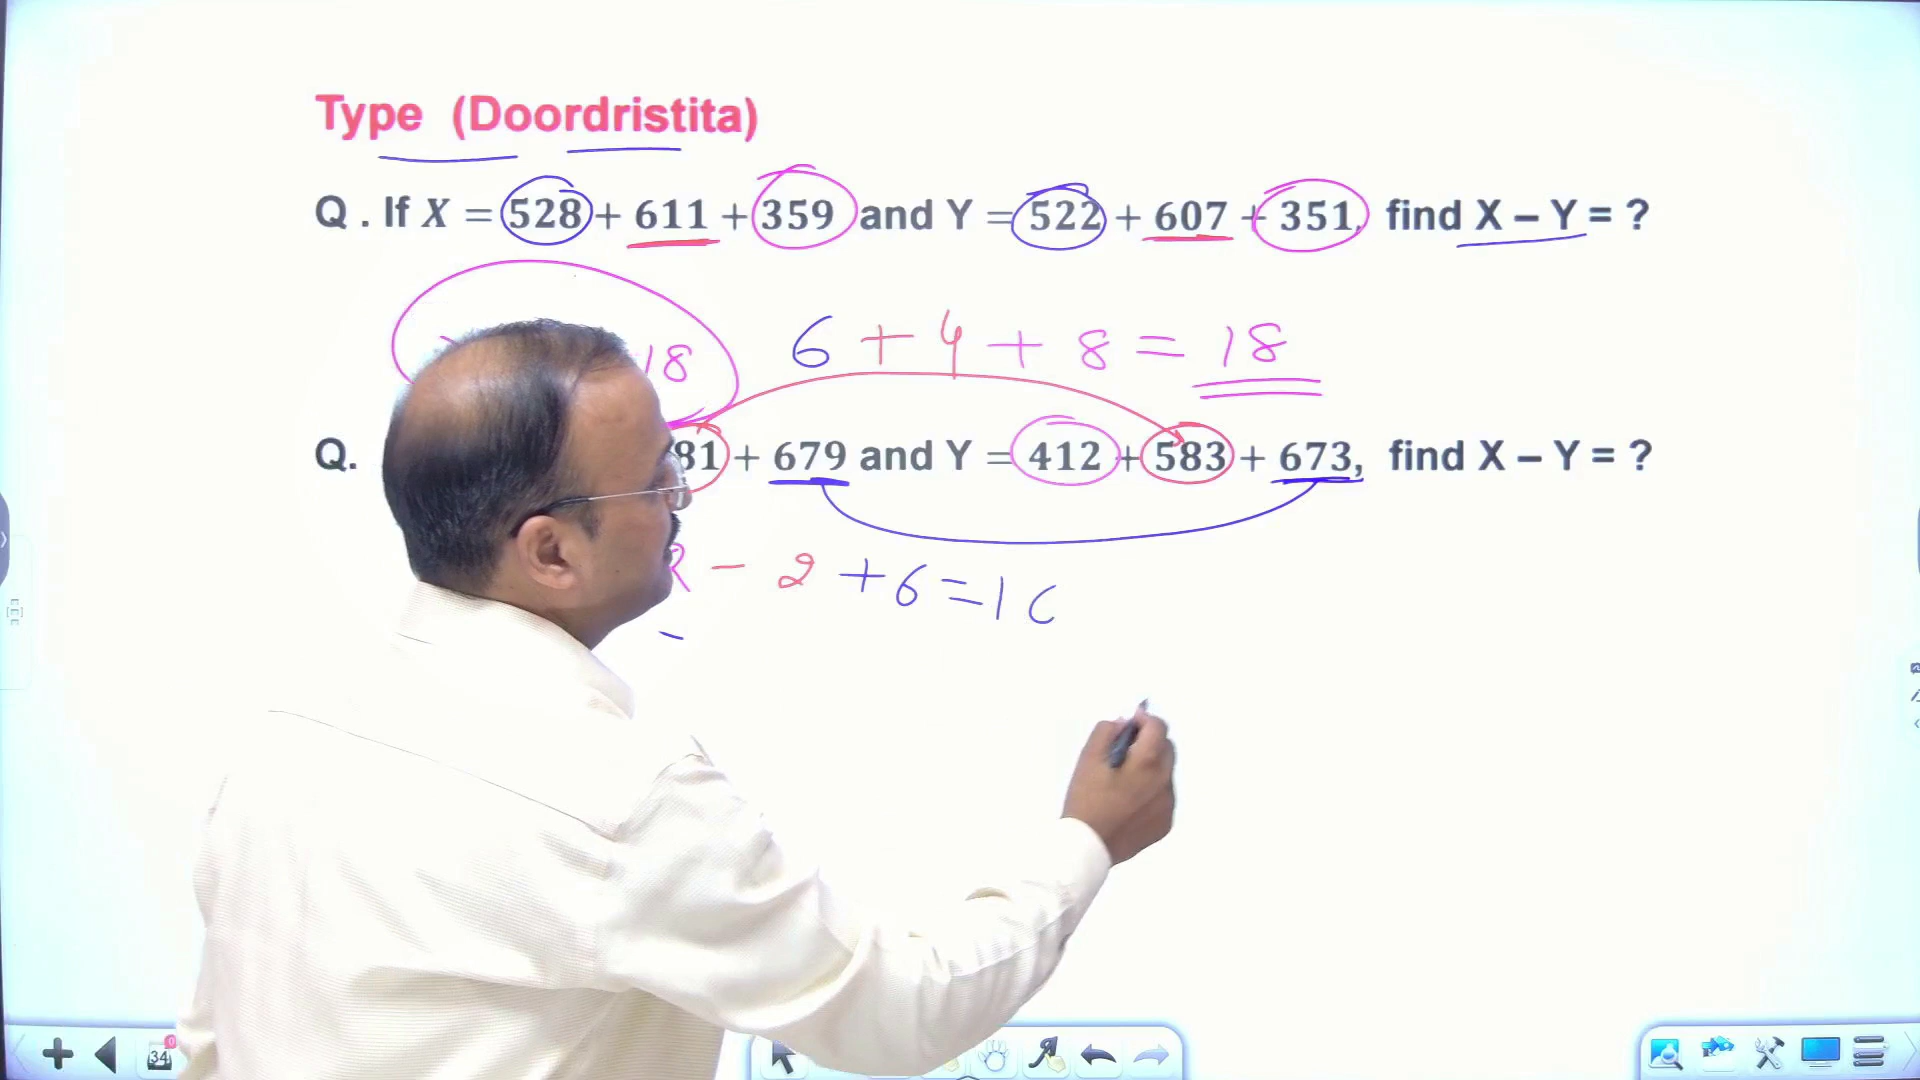 Type (Doordristita)
Q . If X = 528 + 611 + 359 and Y = 522 + 607 + 351, find X – Y = ?
18 6 + 4 + 8 = 18
Q. 81 + 679 and Y = 412 + 583 + 673, find X – Y = ?
- 2 + 6 = 1
34
0